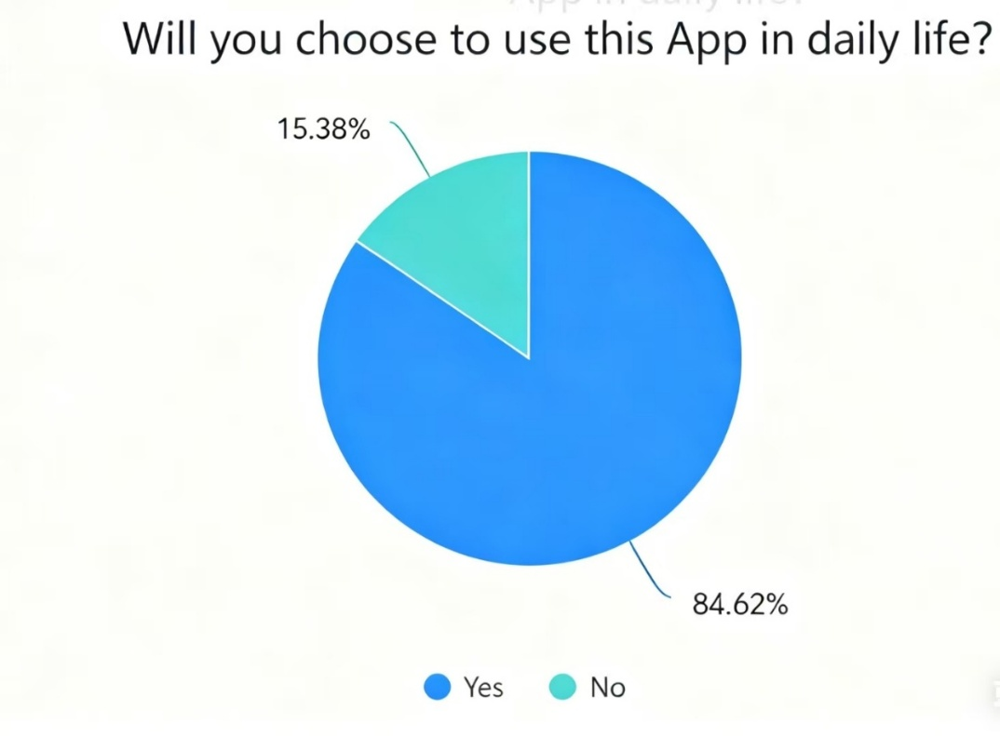 Will you choose to use this App in daily life?
15.38%
84.62%
Yes No